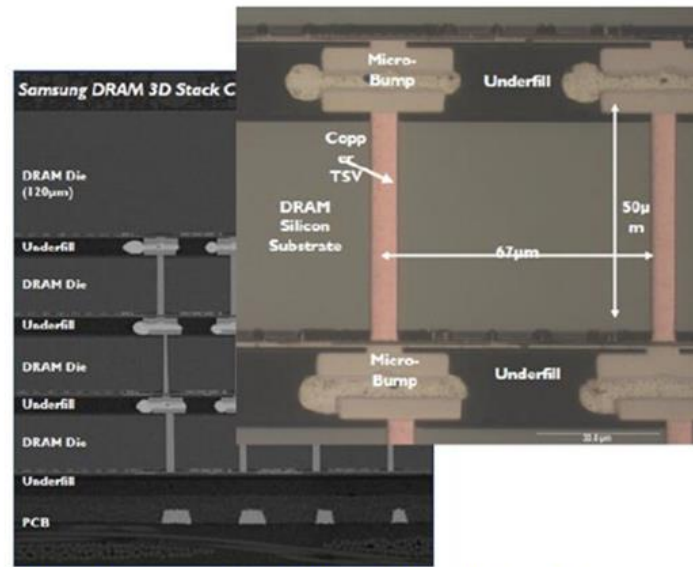 Samsung DRAM 3D Stack C
DRAM Die
(120µm)
Underfill
DRAM Die
Underfill
DRAM Die
Underfill
DRAM Die
Underfill
PCB
Micro-
Bump
Underfill
Copp
er
TSV
DRAM
Silicon
Substrate
50µ
m
67µm
Micro-
Bump
Underfill